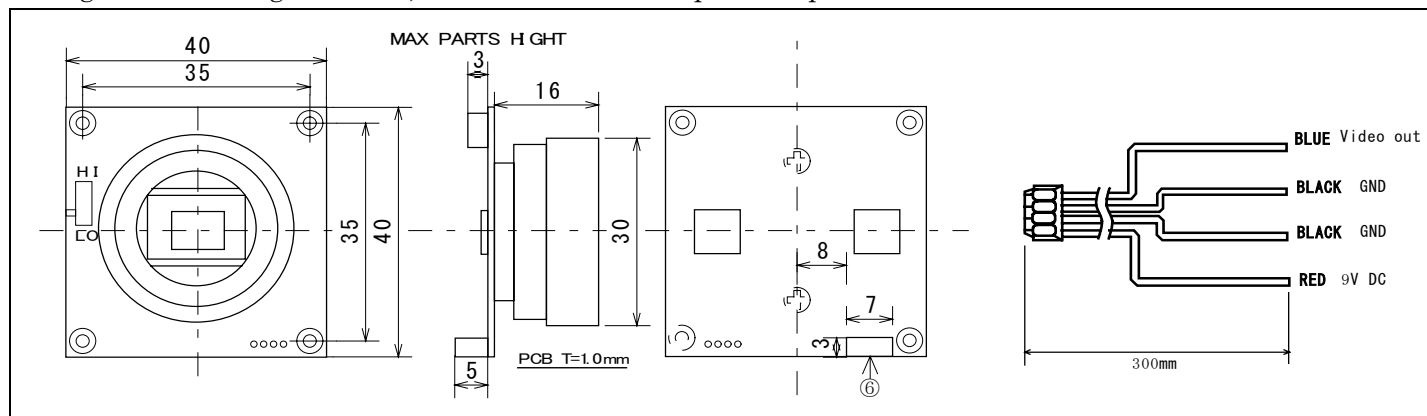 40
35
HI
LO
35
40
MAX PARTS HIGHT
3
16
30
5
PCB T=1.0mm
8
7
3
⑥
BLUE Video out
BLACK GND
BLACK GND
RED 9V DC
300mm